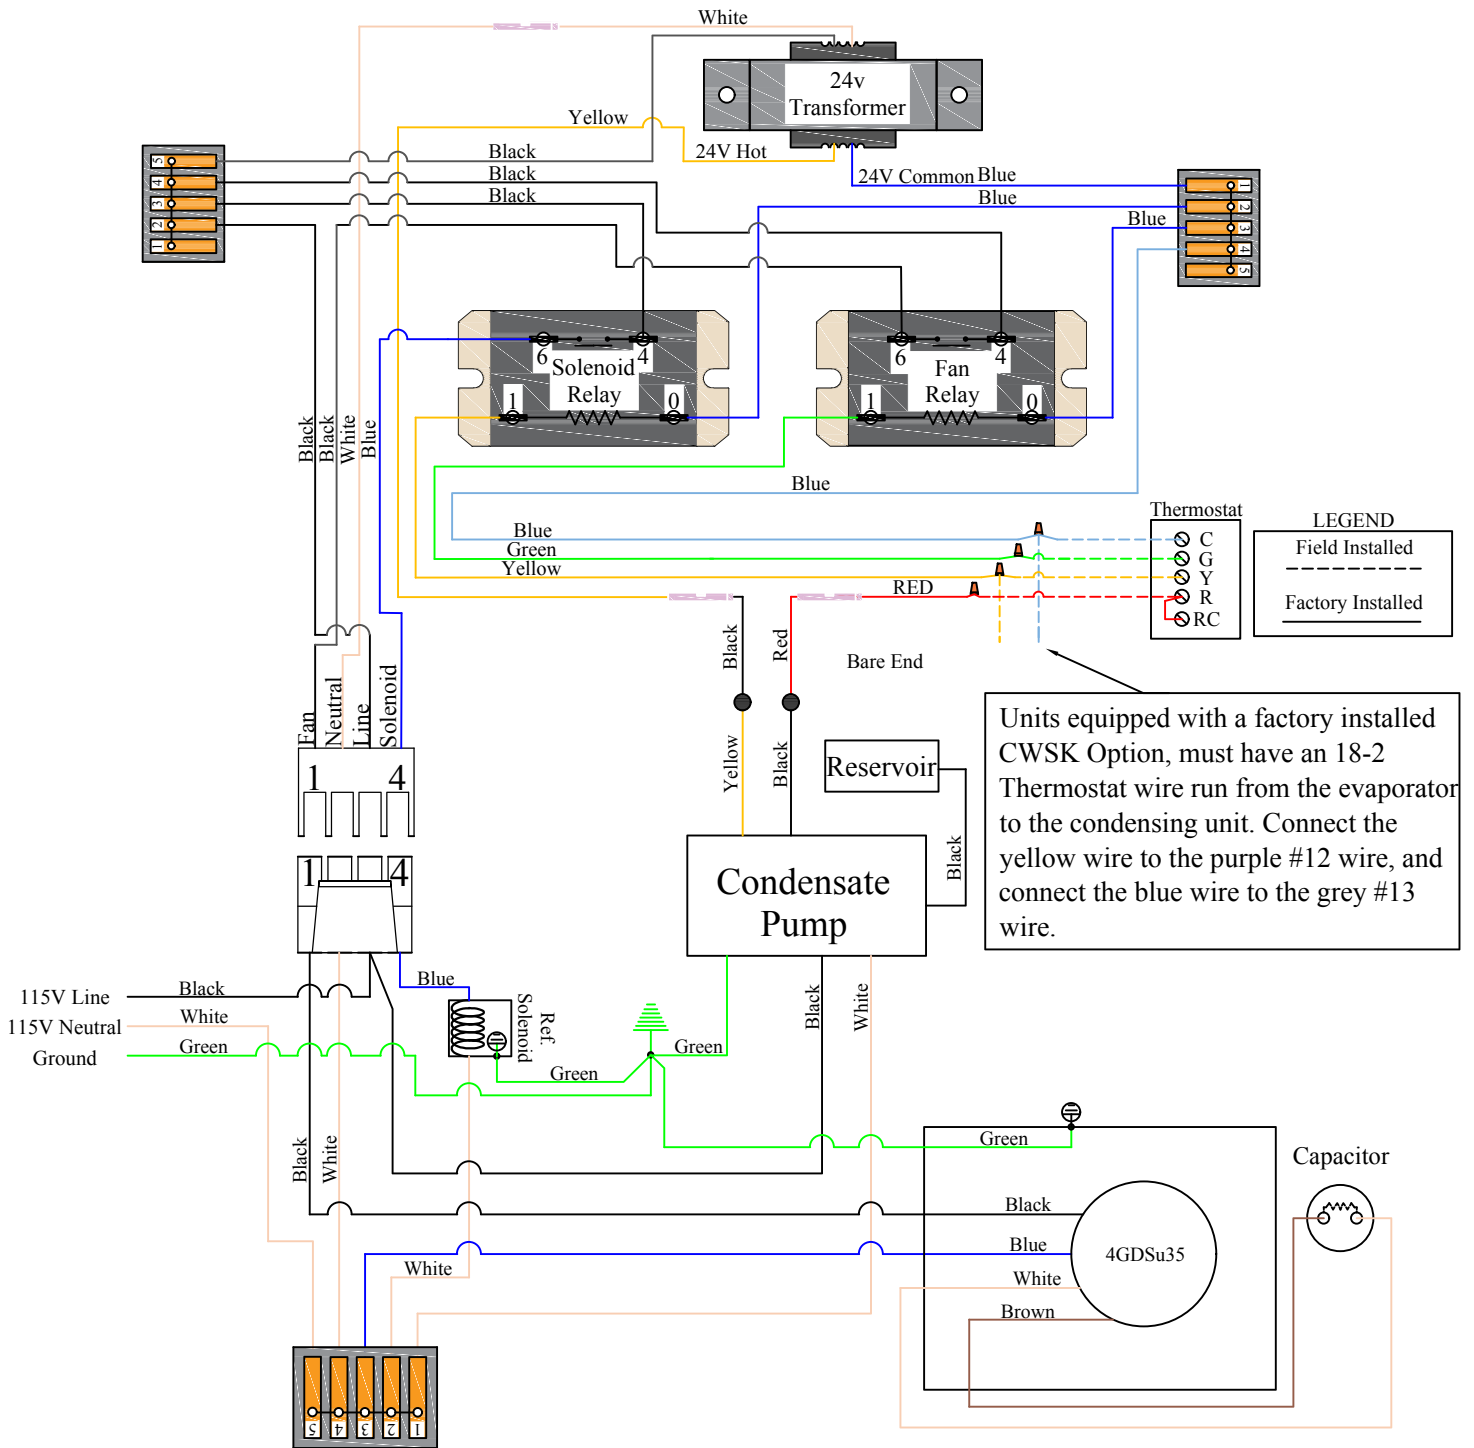 White
24v
Transformer
Yellow
24V Hot
Black
Black
Black
24V Common
Blue
Blue
Blue
5
4
3
2
1
1
2
3
4
5
6
4
Solenoid
Relay
1
0
6
4
Fan
Relay
1
0
Black
Black
White
Blue
Blue
Blue
Green
Yellow
RED
Thermostat
C
G
Y
R
RC
LEGEND
Field Installed
Factory Installed
Black
Red
Bare End
Fan
Neutral
Line
Solenoid
1
4
Yellow
Black
Reservoir
Black
Units equipped with a factory installed
CWSK Option, must have an 18-2
Thermostat wire run from the evaporator
to the condensing unit. Connect the
yellow wire to the purple #12 wire, and
connect the blue wire to the grey #13
wire.
1
4
Condensate
Pump
115V Line
Black
115V Neutral
White
Ground
Green
Blue
Ref.
Solenoid
Green
Green
Black
White
Black
White
Green
Black
Blue
White
Brown
4GDSu35
Capacitor
White
5
4
3
2
1